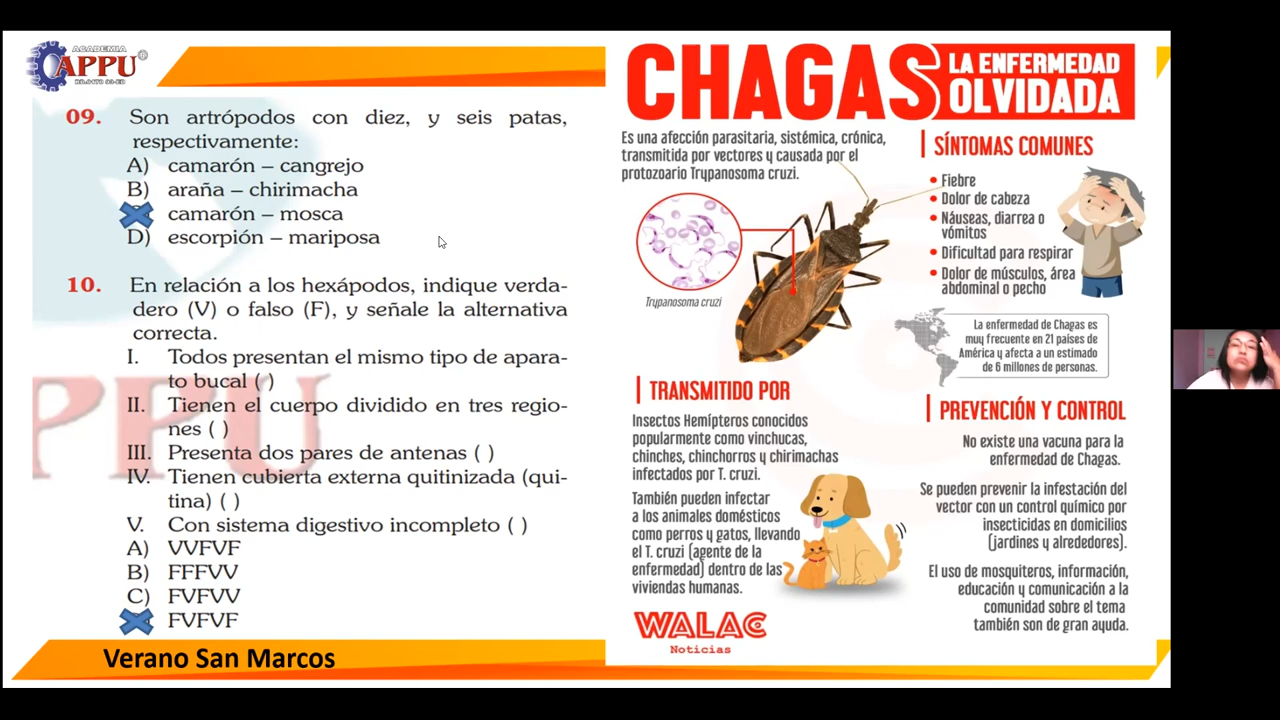 ACADEMIA
APPU
09. Son artrópodos con diez, y seis patas,
respectivamente:
A) camarón – cangrejo
B) araña – chirimacha
camarón – mosca
D) escorpión – mariposa
10. En relación a los hexápodos, indique verda-
dero (V) o falso (F), y señale la alternativa
correcta.
I. Todos presentan el mismo tipo de apara-
to bucal ( )
II. Tienen el cuerpo dividido en tres regio-
nes ( )
III. Presenta dos pares de antenas ( )
IV. Tienen cubierta externa quitinizada (qui-
tina) ( )
V. Con sistema digestivo incompleto ( )
A) VVFVF
B) FFFVV
C) FVFVV
FVFVF
Verano San Marcos
CHAGAS
LA ENFERMEDAD
OLVIDADA
Es una afección parasitaria, sistémica, crónica,
transmitida por vectores y causada por el
protozoario Trypanosoma cruzi.
Trypanosoma cruzi
SÍNTOMAS COMUNES
• Fiebre
• Dolor de cabeza
• Náuseas, diarrea o
vómitos
• Dificultad para respirar
• Dolor de músculos, área
abdominal o pecho
La enfermedad de Chagas es
muy frecuente en 21 países de
América y afecta a un estimado
de 6 millones de personas.
TRANSMITIDO POR
Insectos Hemípteros conocidos
popularmente como vinchucas,
chinches, chinchorros y chirimachas
infectados por T. cruzi.
También pueden infectar
a los animales domésticos
como perros y gatos, llevando
el T. cruzi (agente de la
enfermedad) dentro de las
viviendas humanas.
WALAC
Noticias
PREVENCIÓN Y CONTROL
No existe una vacuna para la
enfermedad de Chagas.
Se pueden prevenir la infestación del
vector con un control químico por
insecticidas en domicilios
(jardines y alrededores).
El uso de mosquiteros, información,
educación y comunicación a la
comunidad sobre el tema
también son de gran ayuda.